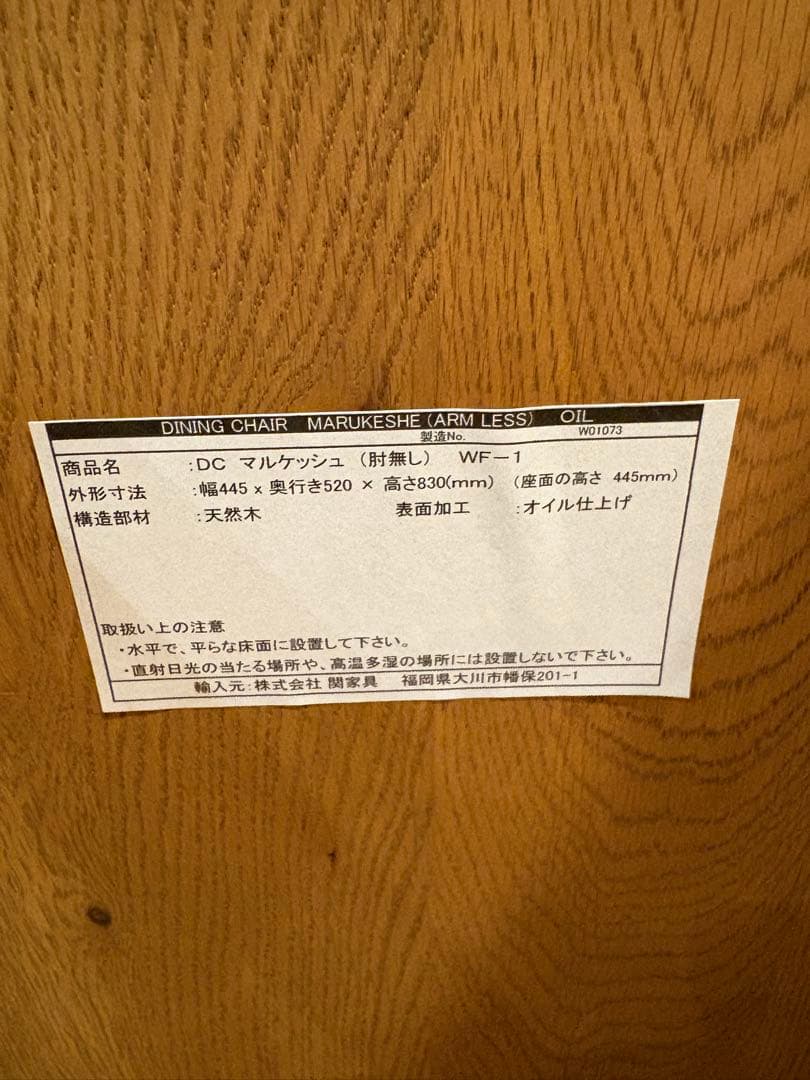 DINING CHAIR MARUKESHE (ARM LESS) OIL
製造No. W01073
商品名 :DC マルケッシュ (肘無し) WF-1
外形寸法 :幅445 x 奥行き520 × 高さ830(mm) (座面の高さ 445mm)
構造部材 :天然木 表面加工 :オイル仕上げ
取扱い上の注意
・水平で、平らな床面に設置して下さい。
・直射日光の当たる場所や、高温多湿の場所には設置しないで下さい。
輸入元:株式会社 関家具 福岡県大川市幡保201-1